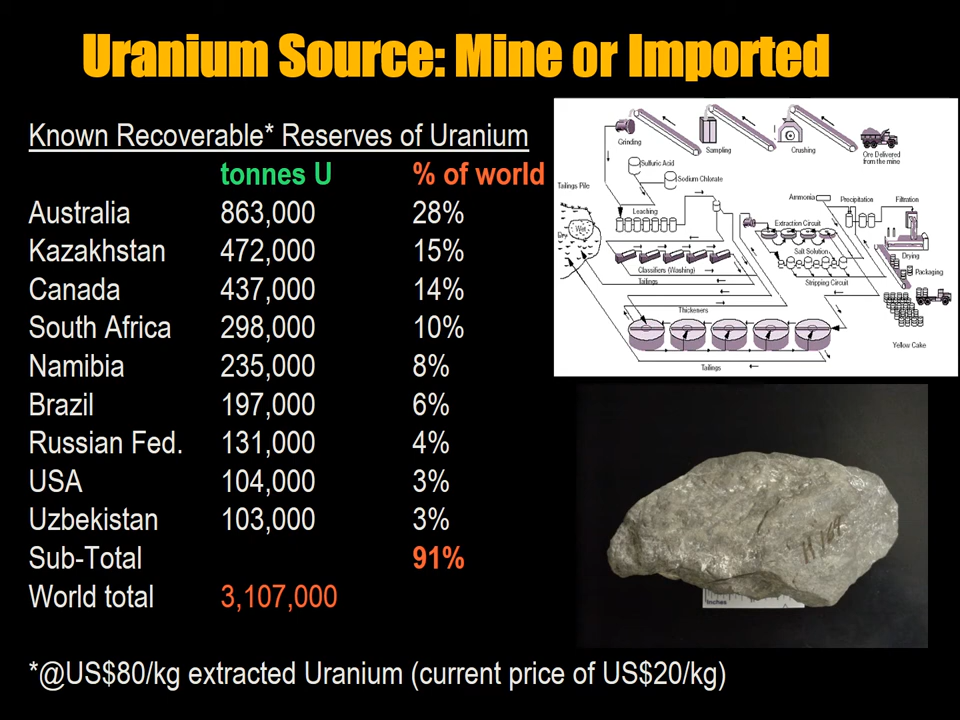 Uranium Source: Mine or Imported
Known Recoverable* Reserves of Uranium
tonnes U % of world
Australia 863,000 28%
Kazakhstan 472,000 15%
Canada 437,000 14%
South Africa 298,000 10%
Namibia 235,000 8%
Brazil 197,000 6%
Russian Fed. 131,000 4%
USA 104,000 3%
Uzbekistan 103,000 3%
Sub-Total 91%
World total 3,107,000
*@US$80/kg extracted Uranium (current price of US$20/kg)
Grinding
Sampling
Crushing
Ore Delivered
from the mine
Sulfuric Acid
Sodium Chlorate
Tailings Pile
Leaching
Dry
Wet
Ammonia
Precipitation
Filtration
Extraction Circuit
Salt Solution
Drying
Packaging
Classifiers (Washing)
Tailings
Stripping Circuit
Thickeners
Yellow Cake
Tailings
H169
Inches